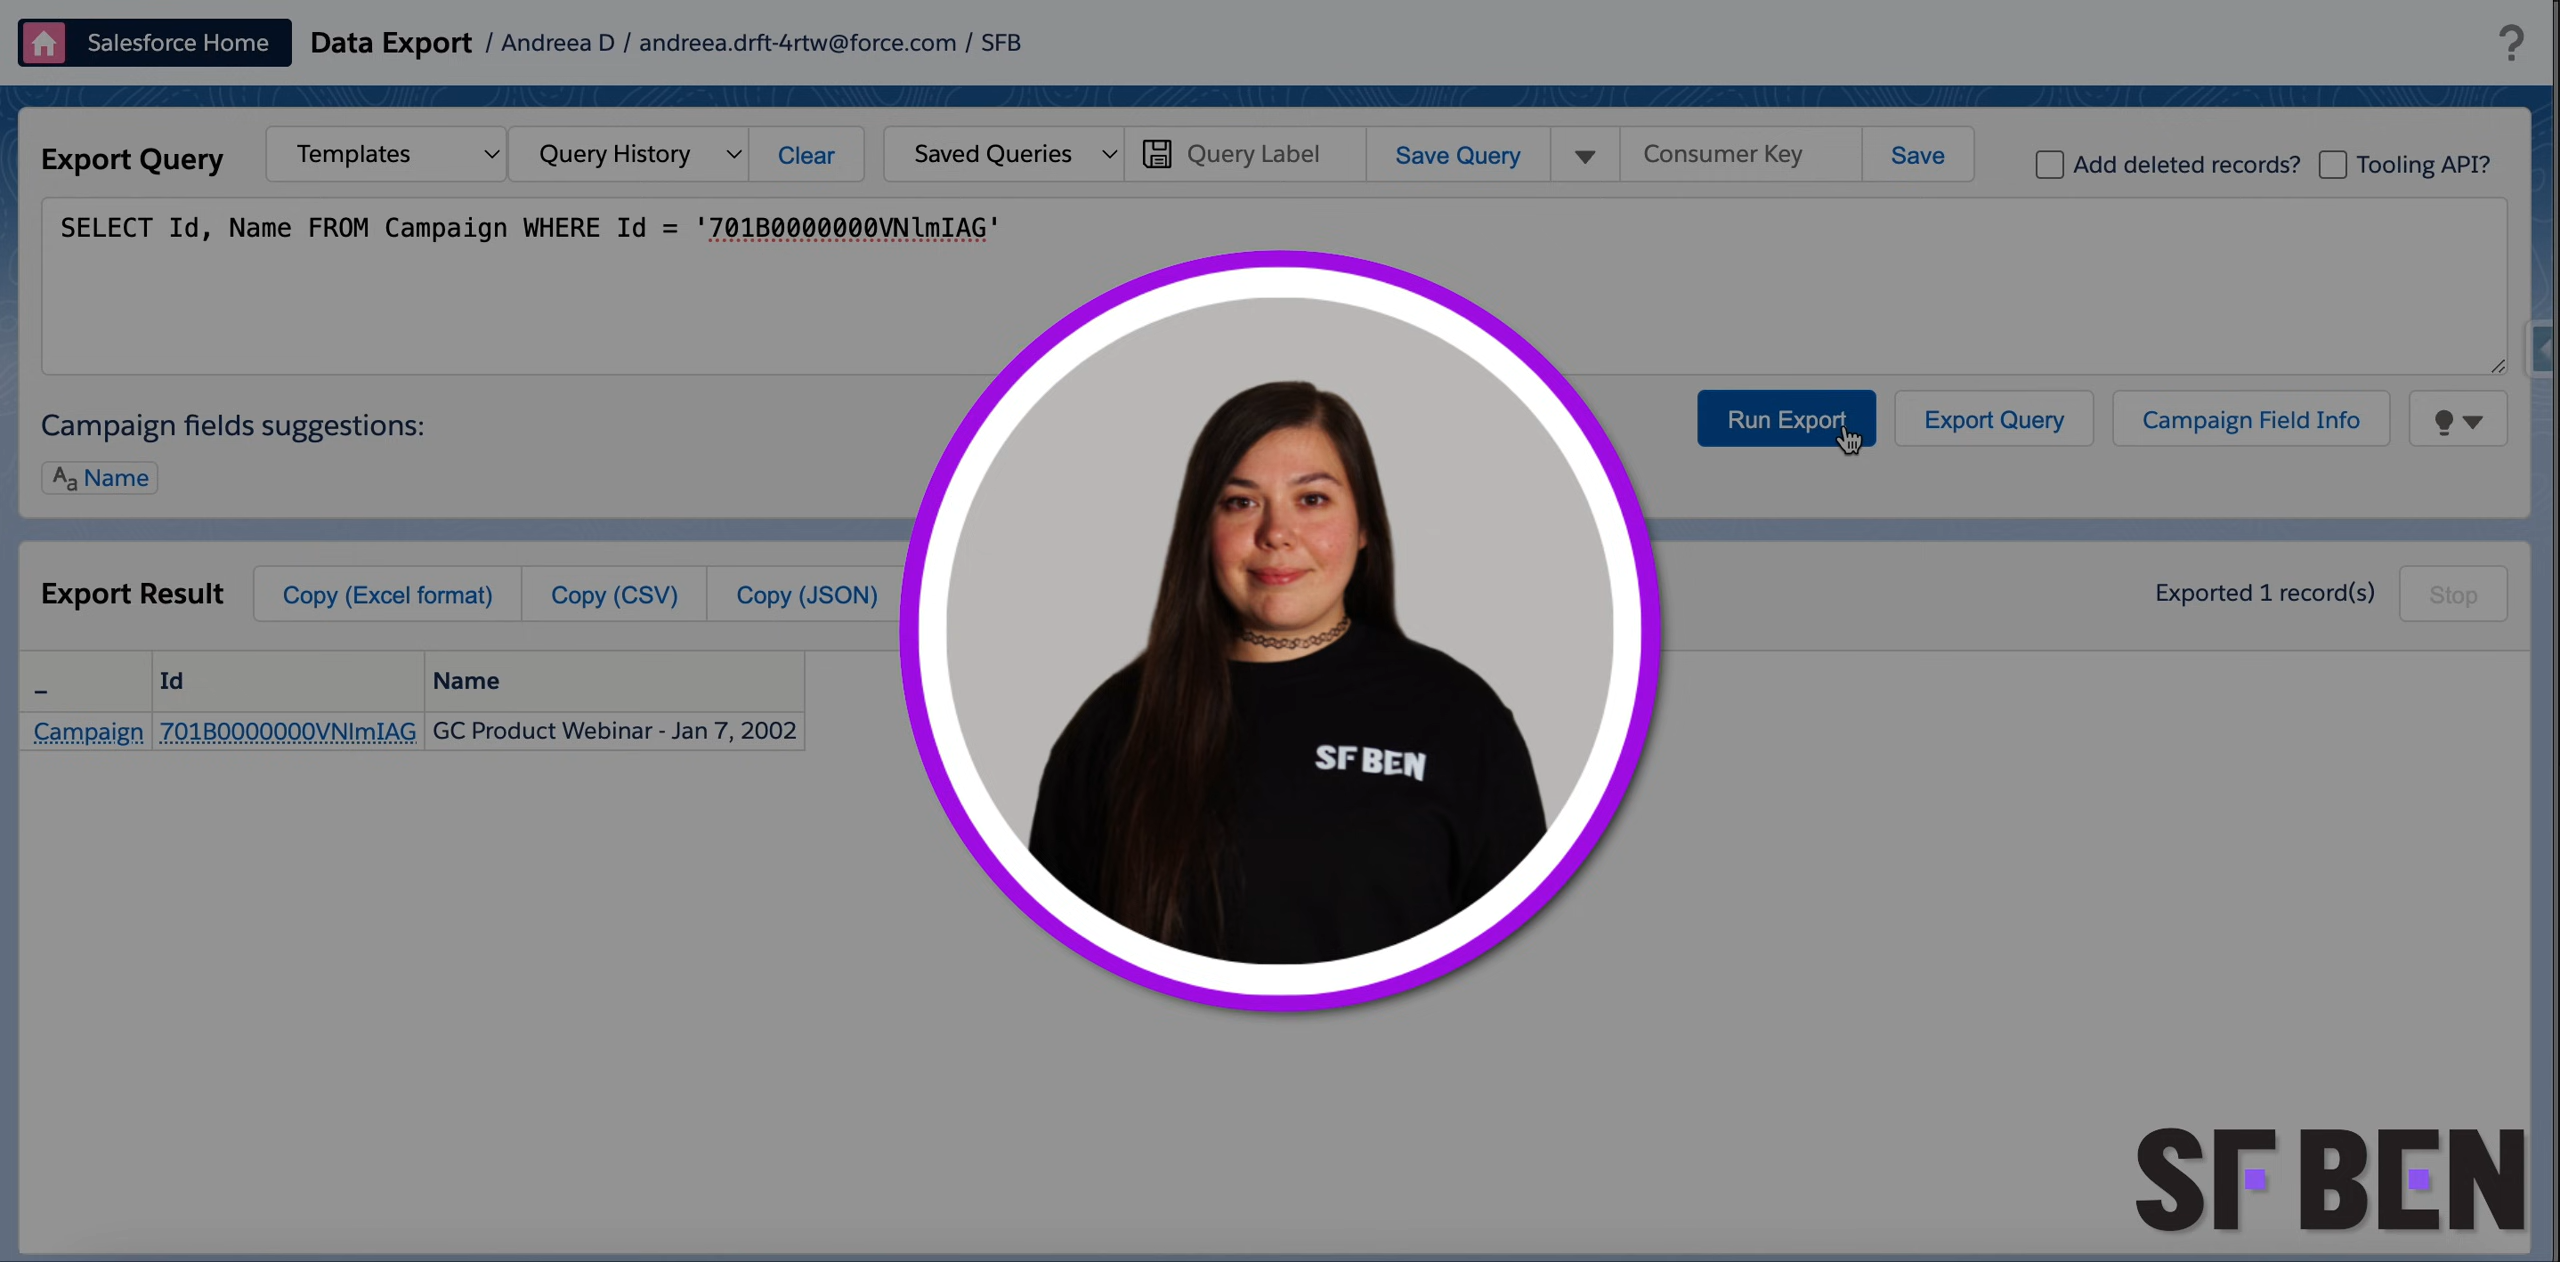 Salesforce Home Data Export / Andreea D / andreea.drft-4rtw@force.com / SFB ?
Export Query Templates Query History Clear Saved Queries Query Label Save Query Consumer Key Save Add deleted records? Tooling API?
SELECT Id, Name FROM Campaign WHERE Id = '701B0000000VNlmIAG'
Campaign fields suggestions: Run Export Export Query Campaign Field Info
Aa Name
Export Result Copy (Excel format) Copy (CSV) Copy (JSON) Exported 1 record(s) Stop
_ Id Name
Campaign 701B0000000VNlmIAG GC Product Webinar - Jan 7, 2002
SF BEN
SF BEN